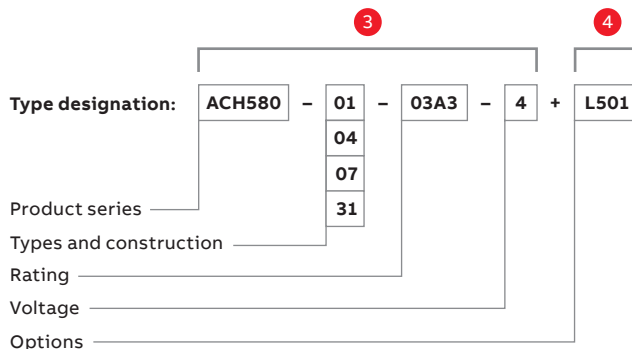 3 4
Type designation: ACH580 – 01 – 03A3 – 4 + L501
04
07
31
Product series
Types and construction
Rating
Voltage
Options